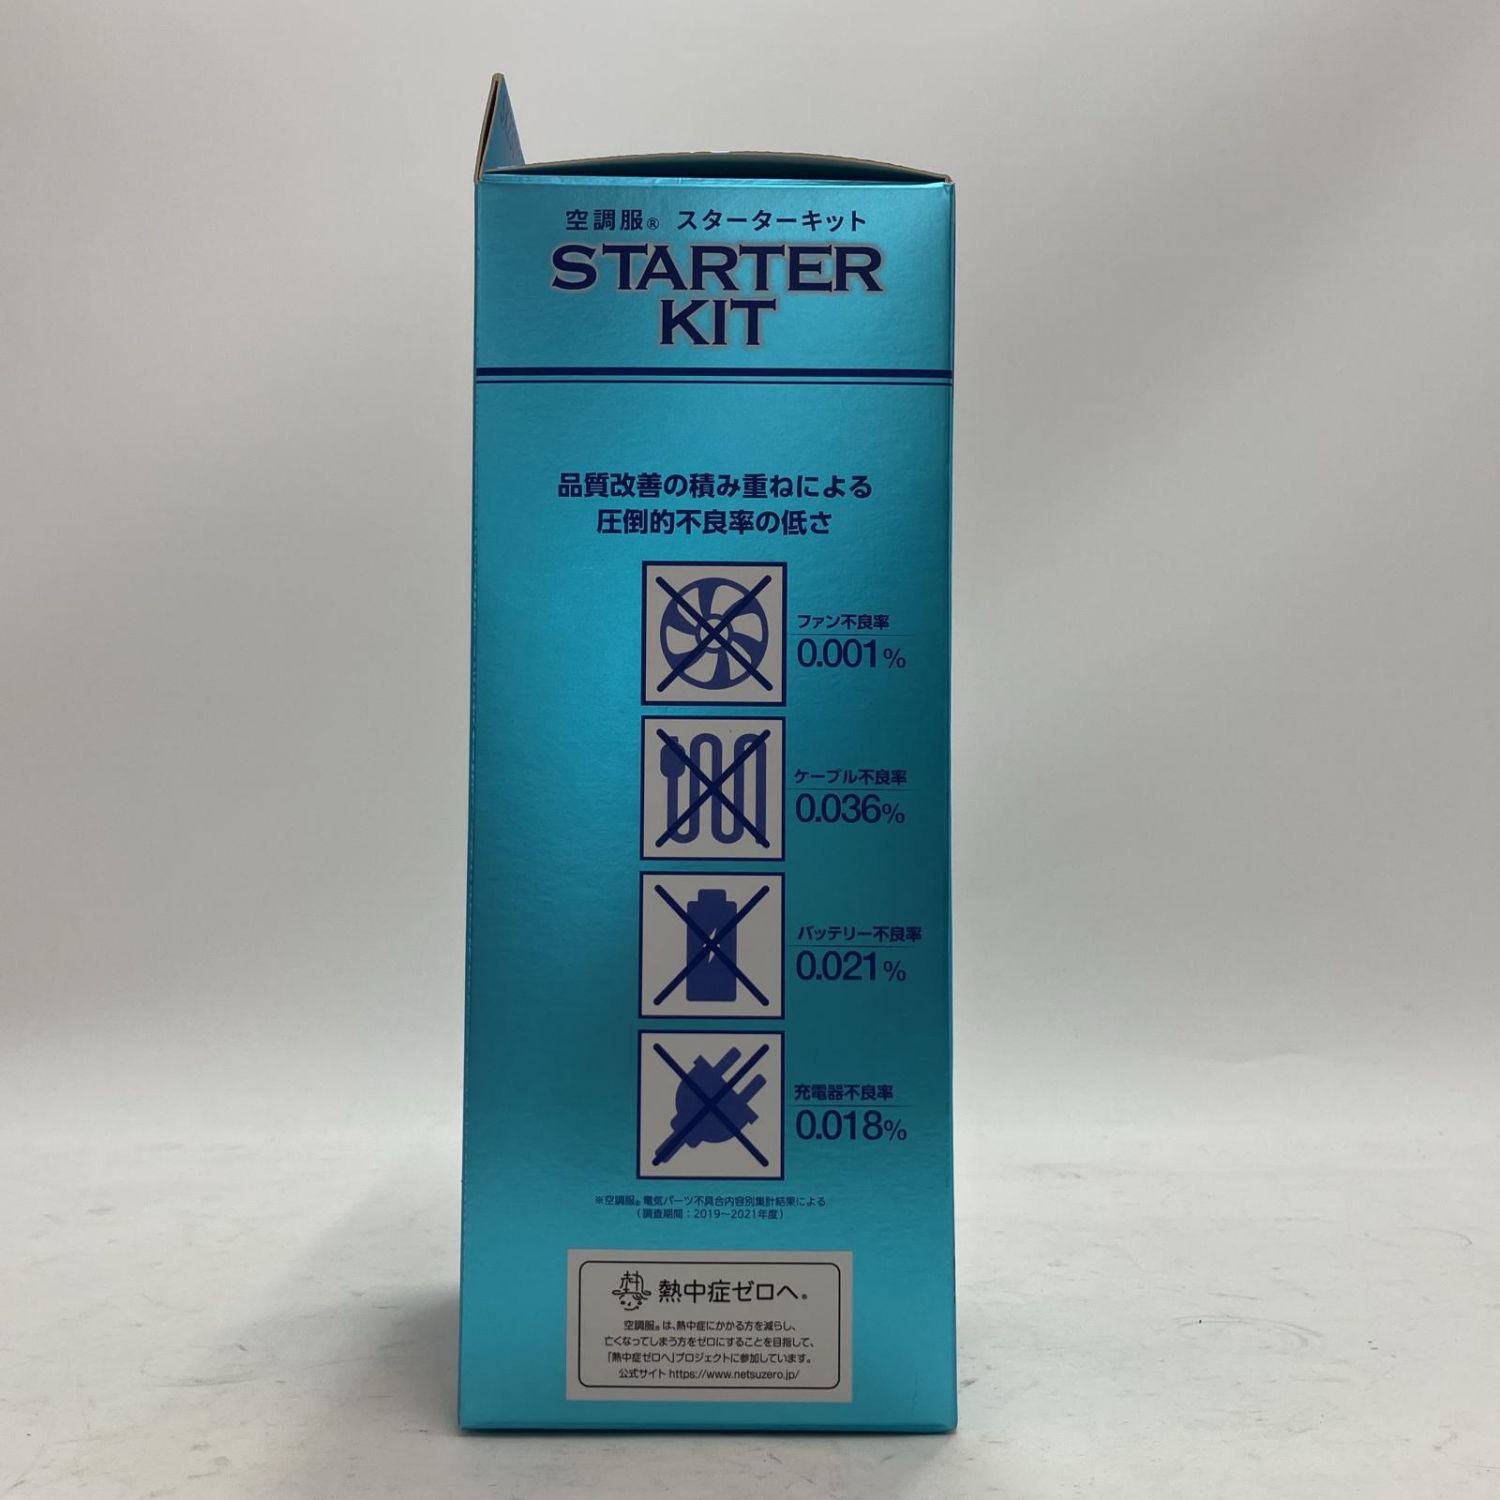 空調服® スターターキット
STARTER
KIT
品質改善の積み重ねによる
圧倒的不良率の低さ
ファン不良率
0.001%
ケーブル不良率
0.036%
バッテリー不良率
0.021%
充電器不良率
0.018%
※空調服®電気パーツ不具合内容別集計結果による
(調査期間：2019～2021年度)
熱中症ゼロへ。
空調服®は、熱中症にかかる方を減らし、
亡くなってしまう方をゼロにすることを目指して、
「熱中症ゼロへ」プロジェクトに参加しています。
公式サイト https://www.netsuzero.jp/